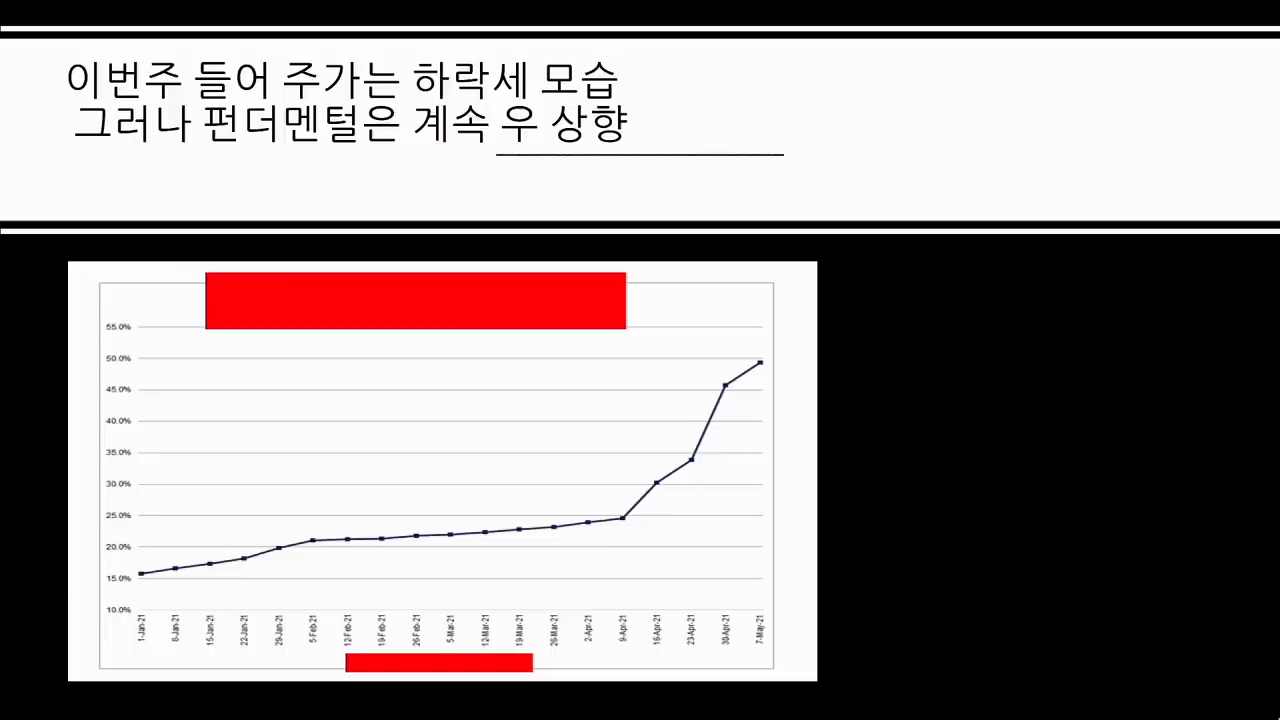 이번주 들어 주가는 하락세 모습
그러나 펀더멘털은 계속 우 상향
55.0%
50.0%
45.0%
40.0%
35.0%
30.0%
25.0%
20.0%
15.0%
10.0%
1-Jan-21
8-Jan-21
15-Jan-21
22-Jan-21
29-Jan-21
5-Feb-21
12-Feb-21
19-Feb-21
26-Feb-21
5-Mar-21
12-Mar-21
19-Mar-21
26-Mar-21
2-Apr-21
9-Apr-21
16-Apr-21
23-Apr-21
30-Apr-21
7-May-21